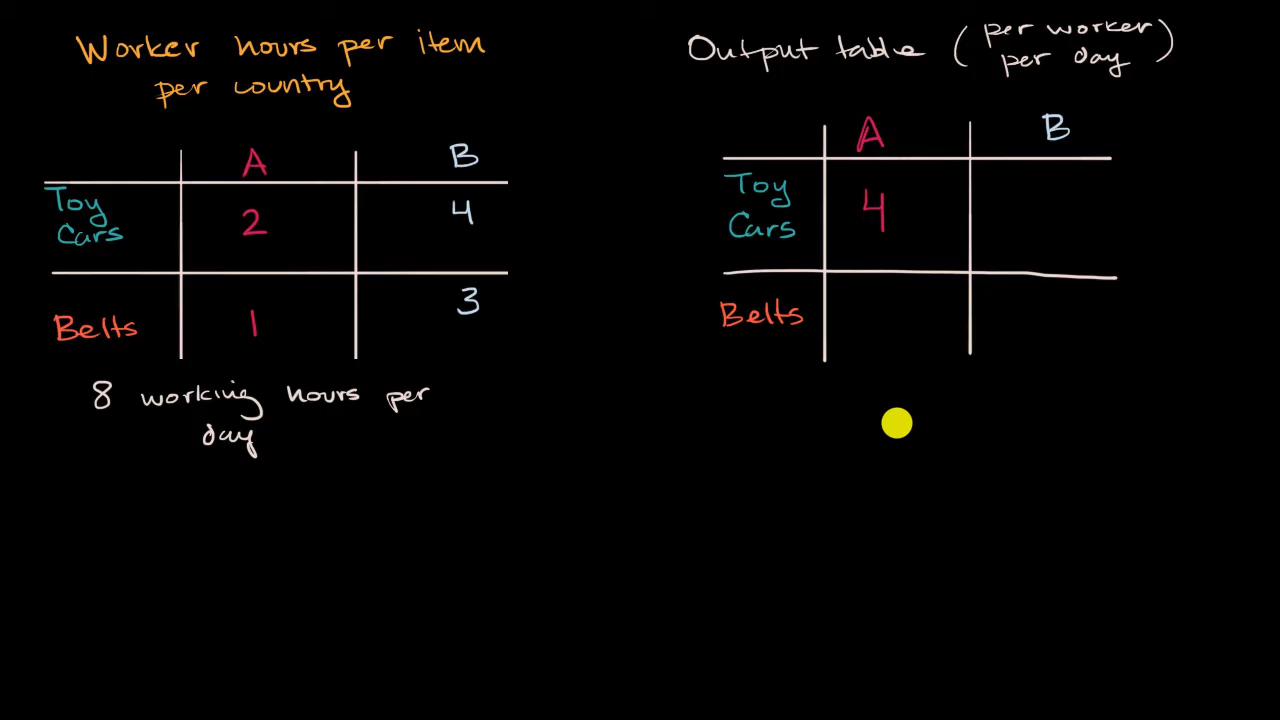 Worker hours per item
per country
A B
Toy
Cars 2 4
Belts 1 3
8 working hours per
day
Output table (per worker
per day)
A B
Toy
Cars 4
Belts